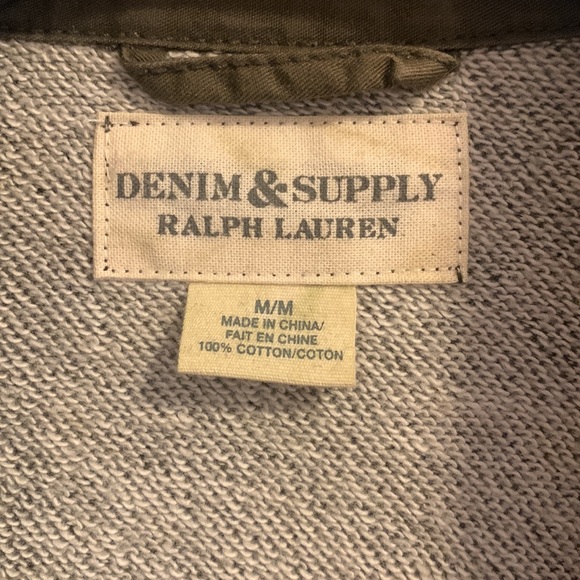 DENIM & SUPPLY
RALPH LAUREN
M/M
MADE IN CHINA/
FAIT EN CHINE
100% COTTON/COTON